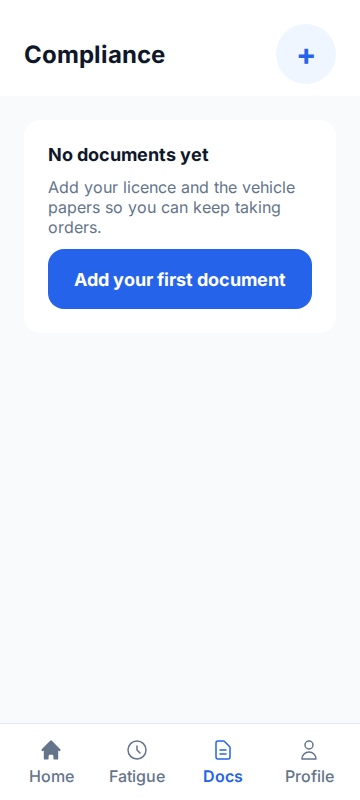 Compliance
+
No documents yet
Add your licence and the vehicle
papers so you can keep taking
orders.
Add your first document
Home
Fatigue
Docs
Profile